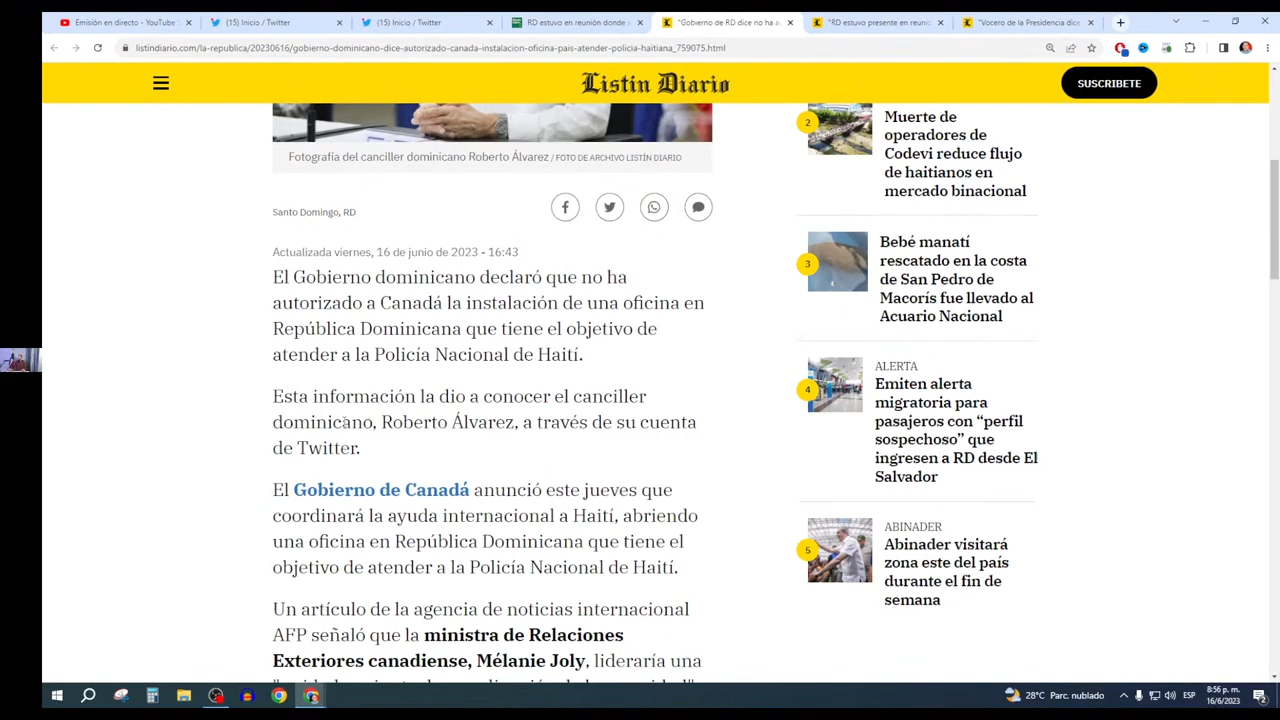 Emisión en directo - YouTube S
(15) Inicio / Twitter
(15) Inicio / Twitter
RD estuvo en reunión donde s
"Gobierno de RD dice no ha au
"RD estuvo presente en reunió
"Vocero de la Presidencia dice
listindiario.com/la-republica/20230616/gobierno-dominicano-dice-autorizado-canada-instalacion-oficina-pais-atender-policia-haitiana_759075.html
Listin Diario
SUSCRIBETE
Fotografía del canciller dominicano Roberto Álvarez / FOTO DE ARCHIVO LISTÍN DIARIO
Santo Domingo, RD
Actualizada viernes, 16 de junio de 2023 - 16:43
El Gobierno dominicano declaró que no ha
autorizado a Canadá la instalación de una oficina en
República Dominicana que tiene el objetivo de
atender a la Policía Nacional de Haití.
Esta información la dio a conocer el canciller
dominicano, Roberto Álvarez, a través de su cuenta
de Twitter.
El Gobierno de Canadá anunció este jueves que
coordinará la ayuda internacional a Haití, abriendo
una oficina en República Dominicana que tiene el
objetivo de atender a la Policía Nacional de Haití.
Un artículo de la agencia de noticias internacional
AFP señaló que la ministra de Relaciones
Exteriores canadiense, Mélanie Joly, lideraría una
2
Muerte de
operadores de
Codevi reduce flujo
de haitianos en
mercado binacional
3
Bebé manatí
rescatado en la costa
de San Pedro de
Macorís fue llevado al
Acuario Nacional
4
ALERTA
Emiten alerta
migratoria para
pasajeros con “perfil
sospechoso” que
ingresen a RD desde El
Salvador
5
ABINADER
Abinader visitará
zona este del país
durante el fin de
semana
28°C Parc. nublado
ESP
8:56 p. m.
16/6/2023
2